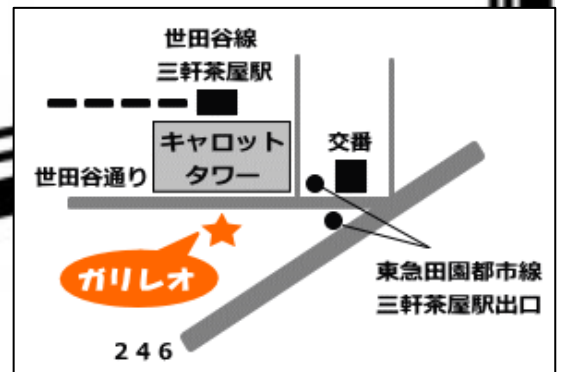 世田谷線
三軒茶屋駅
キャロット
タワー
交番
世田谷通り
ガリレオ
東急田園都市線
三軒茶屋駅出口
２４６